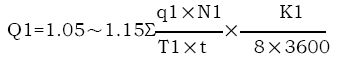 Q1=1.05~1.15Σ q1×N1 / T1×t × K1 / 8×3600